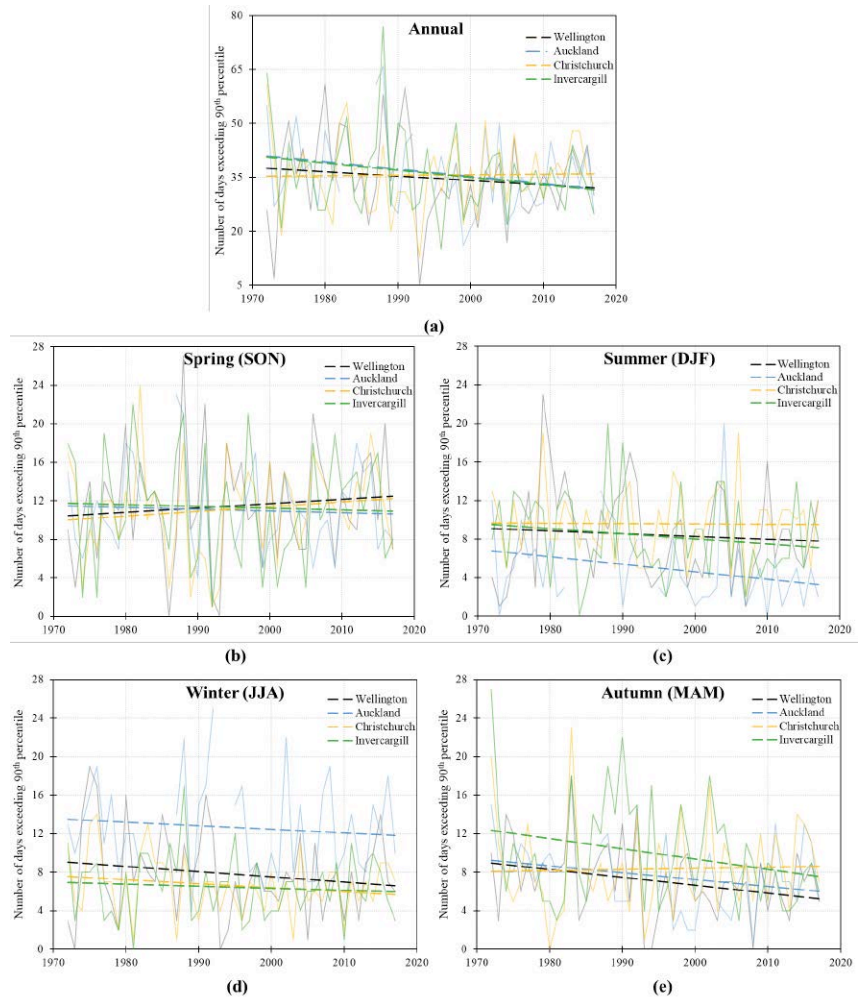 Annual
Wellington
Auckland
Christchurch
Invercargill
Number of days exceeding 90th percentile
80
65
50
35
20
5
1970 1980 1990 2000 2010 2020
(a)
Spring (SON)
Wellington
Auckland
Christchurch
Invercargill
Number of days exceeding 90th percentile
28
24
20
16
12
8
4
0
1970 1980 1990 2000 2010 2020
(b)
Summer (DJF)
Wellington
Auckland
Christchurch
Invercargill
Number of days exceeding 90th percentile
28
24
20
16
12
8
4
0
1970 1980 1990 2000 2010 2020
(c)
Winter (JJA)
Wellington
Auckland
Christchurch
Invercargill
Number of days exceeding 90th percentile
28
24
20
16
12
8
4
0
1970 1980 1990 2000 2010 2020
(d)
Autumn (MAM)
Wellington
Auckland
Christchurch
Invercargill
Number of days exceeding 90th percentile
28
24
20
16
12
8
4
0
1970 1980 1990 2000 2010 2020
(e)